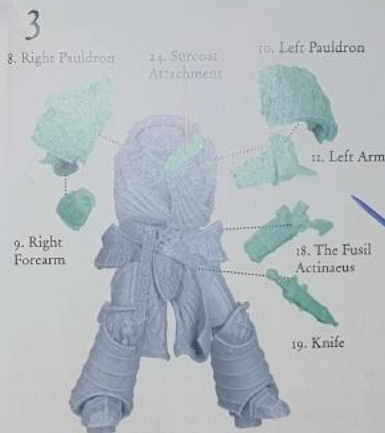 3
8. Right Pauldron
24. Surcoat
Attachment
10. Left Pauldron
11. Left Arm
9. Right
Forearm
18. The Fusil
Actinaeus
19. Knife